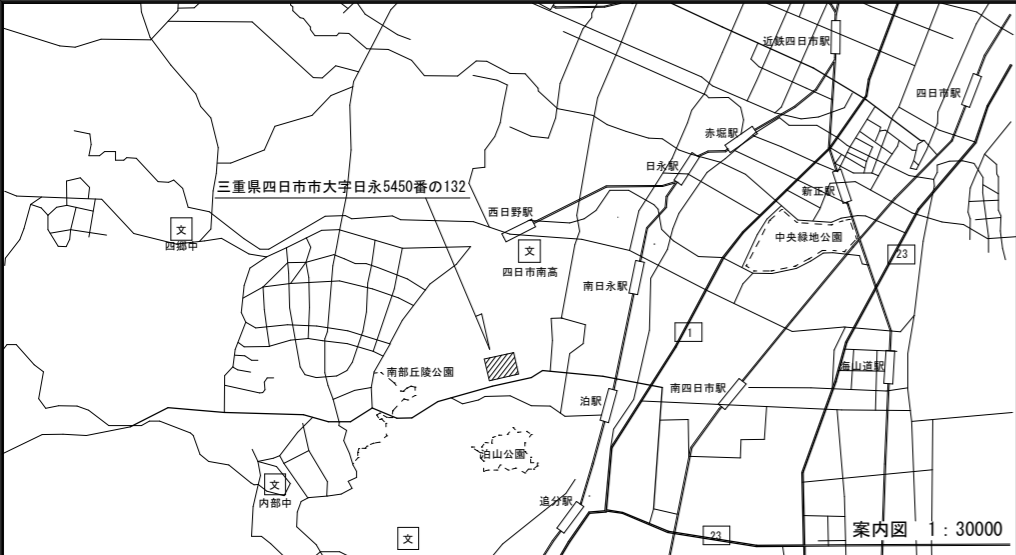 近鉄四日市駅
四日市駅
赤堀駅
日永駅
三重県四日市市大字日永5450番の132
新正駅
西日野駅
文
四郷中
文
四日市南高
中央緑地公園
23
南日永駅
1
海山道駅
南部丘陵公園
南四日市駅
泊駅
泊山公園
文
内部中
追分駅
文
23
案内図 1:30000